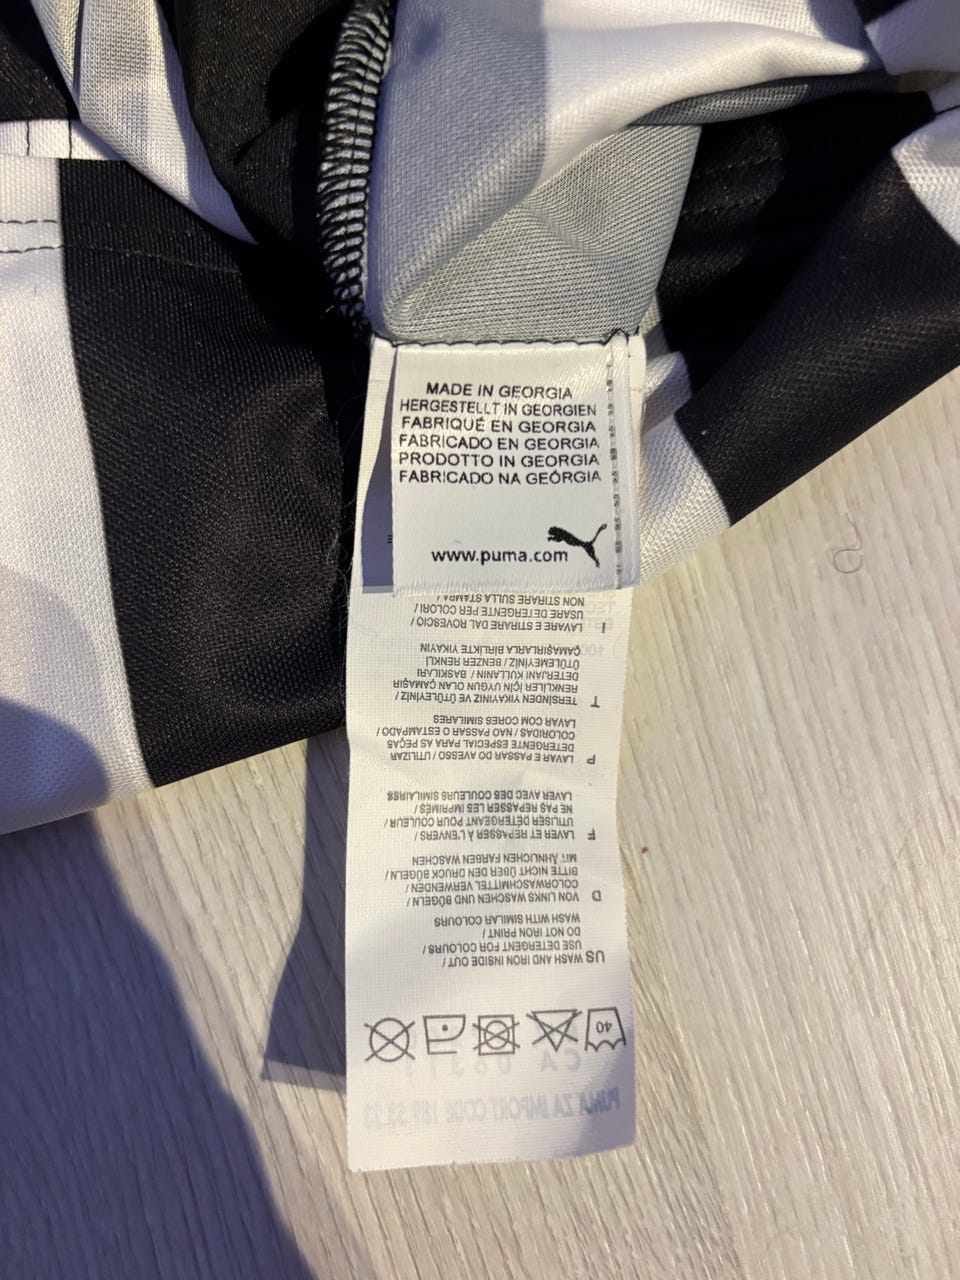 MADE IN GEORGIA
HERGESTELLT IN GEORGIEN
FABRIQUÉ EN GEORGIA
FABRICADO EN GEORGIA
PRODOTTO IN GEORGIA
FABRICADO NA GEÓRGIA
www.puma.com
40
US WASH AND IRON INSIDE OUT /
USE DETERGENT FOR COLOURS /
DO NOT IRON PRINT /
WASH WITH SIMILAR COLOURS
D VON LINKS WASCHEN UND BÜGELN /
COLORWASCHMITTEL VERWENDEN /
BITTE NICHT ÜBER DEN DRUCK BÜGELN /
MIT ÄHNLICHEN FARBEN WASCHEN
F LAVER ET REPASSER À L'ENVERS /
UTILISER DÉTERGEANT POUR COULEUR /
NE PAS REPASSER LES IMPRIMÉS /
LAVER AVEC DES COULEURS SIMILAIRES
P LAVAR E PASSAR DO AVESSO / UTILIZAR
DETERGENTE ESPECIAL PARA AS PEÇAS
COLORIDAS / NÃO PASSAR O ESTAMPADO /
LAVAR COM CORES SIMILARES
T TERSİNDEN YIKAYINIZ VE ÜTÜLEYİNİZ /
RENKLİLER İÇİN UYGUN OLAN ÇAMAŞIR
DETERJANI KULLANIN / BASKILARI
ÜTÜLEMEYİNİZ / BENZER RENKLİ
ÇAMAŞIRLARLA BİRLİKTE YIKAYIN
I LAVARE E STIRARE DAL ROVESCIO /
USARE DETERGENTE PER COLORI /
NON STIRARE SULLA STAMPA /